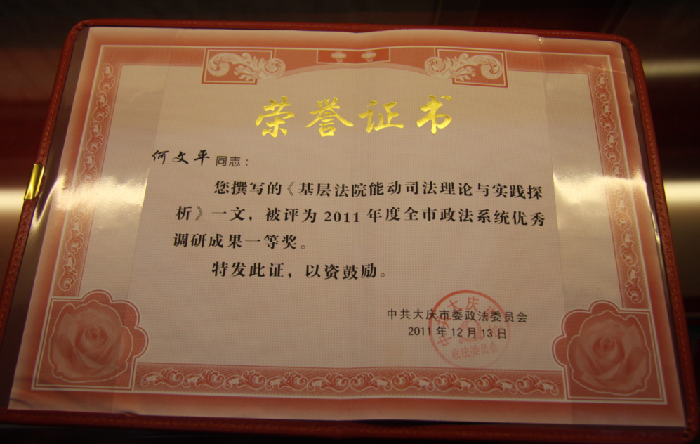 荣誉证书
何文平同志：
您撰写的《基层法院能动司法理论与实践探
析》一文，被评为2011年度全市政法系统优秀
调研成果一等奖。
特发此证，以资鼓励。
中共大庆市委政法委员会
2011年12月13日